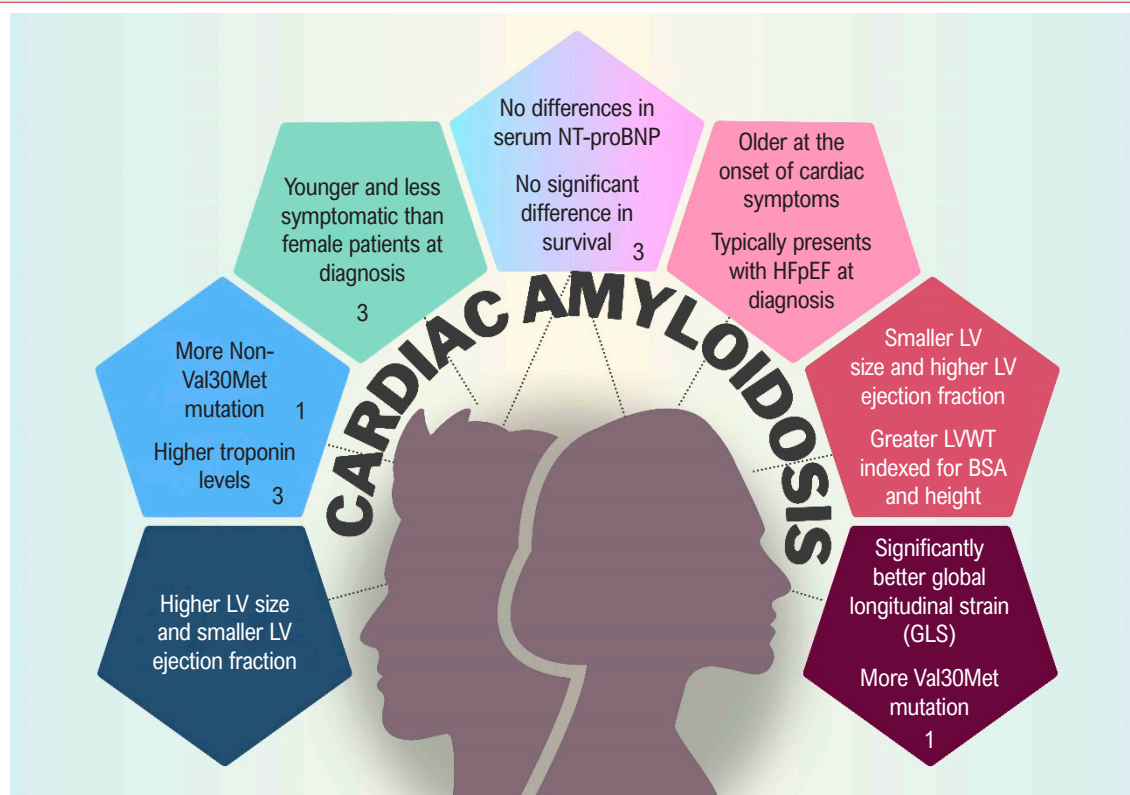 No differences in
serum NT-proBNP
No significant
difference in
survival
3
Younger and less
symptomatic than
female patients at
diagnosis
3
Older at the
onset of cardiac
symptoms
Typically presents
with HFpEF at
diagnosis
More Non-
Val30Met
mutation
1
Higher troponin
levels
3
CARDIAC AMYLOIDOSIS
Smaller LV
size and higher LV
ejection fraction
Greater LVWT
indexed for BSA
and height
Higher LV size
and smaller LV
ejection fraction
Significantly
better global
longitudinal strain
(GLS)
More Val30Met
mutation
1